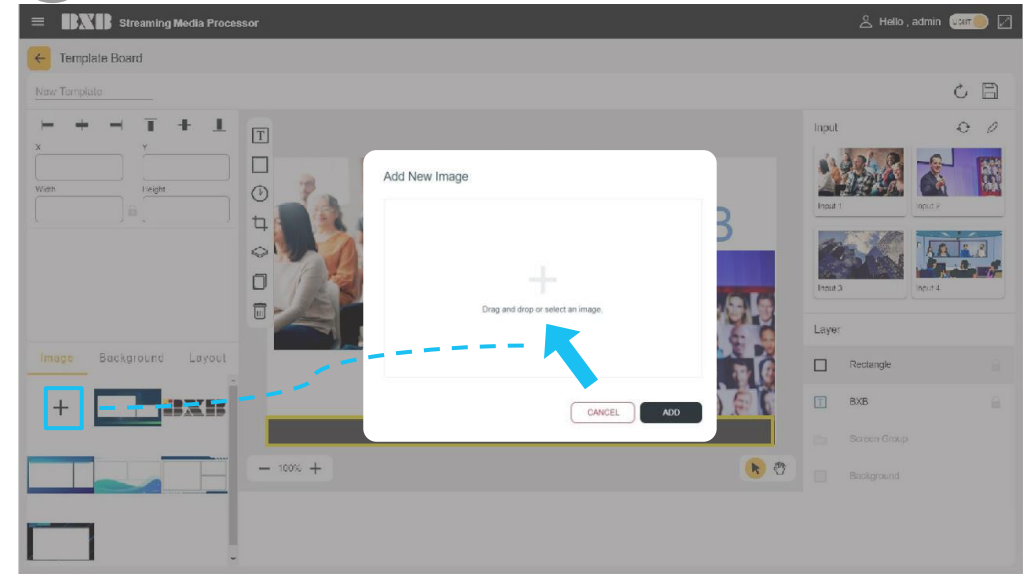 BXB Streaming Media Processor
Hello , admin
LIGHT
Template Board
New Template
X Y
Width Height
T
Input
Input 1 Input 2
Input 3 Input 4
Add New Image
B
Drag and drop or select an image.
CANCEL ADD
Image Background Layout
BXB
100%
Layer
Rectangle
T BXB
Screen Group
Background